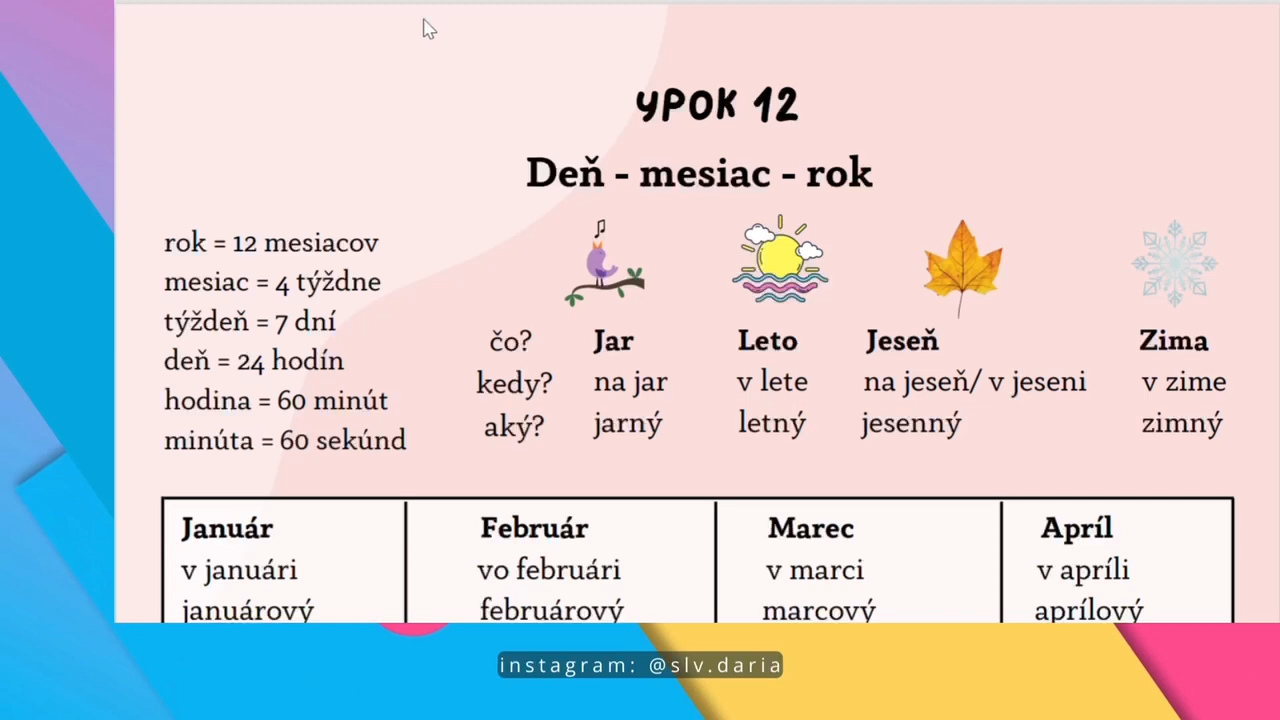 УРОК 12
Deň - mesiac - rok
rok = 12 mesiacov
mesiac = 4 týždne
týždeň = 7 dní
deň = 24 hodín
hodina = 60 minút
minúta = 60 sekúnd
čo? Jar Leto Jeseň Zima
kedy? na jar v lete na jeseň/ v jeseni v zime
aký? jarný letný jesenný zimný
Január Február Marec Apríl
v januári vo februári v marci v apríli
januárový februárový marcový aprílový
instagram: @slv.daria